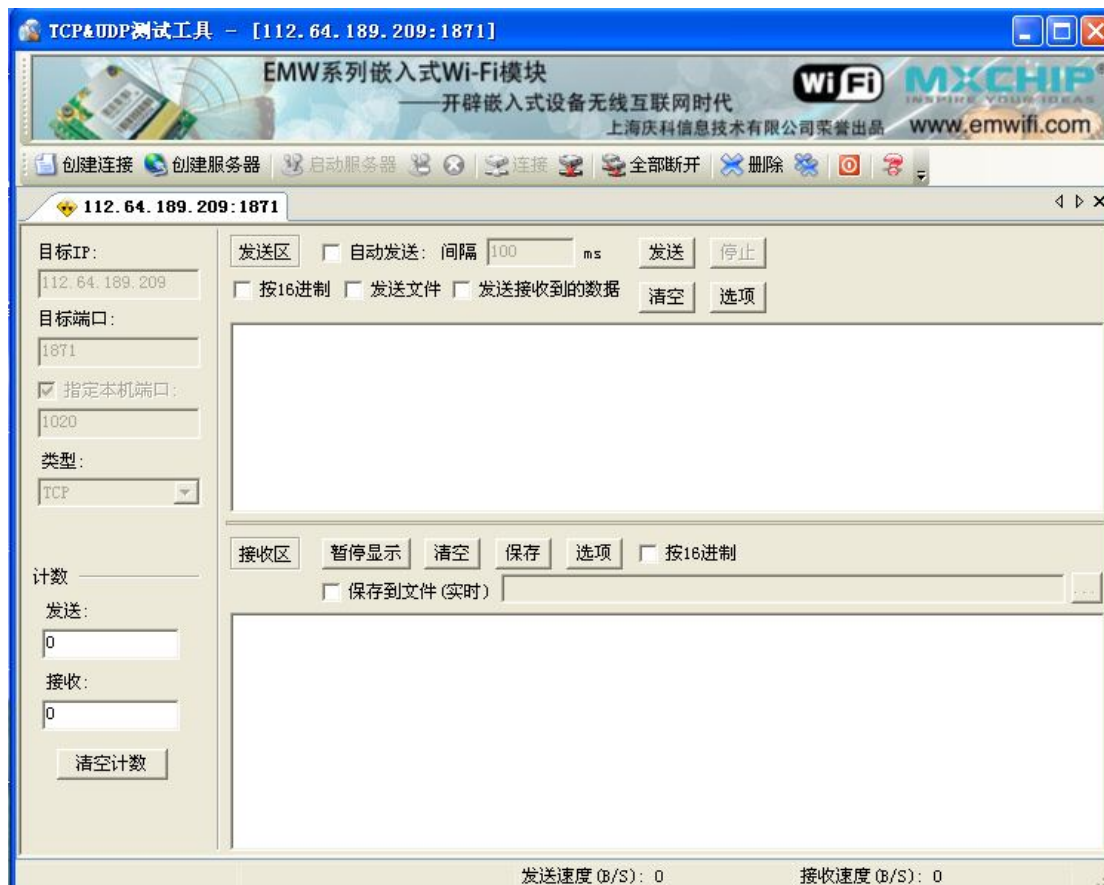 TCP&UDP测试工具 - [112.64.189.209:1871]
EMW系列嵌入式Wi-Fi模块
——开辟嵌入式设备无线互联网时代
上海庆科信息技术有限公司荣誉出品
Wi Fi
MXCHIP
INSPIRE YOUR IDEAS
www.emwifi.com
创建连接 创建服务器 启动服务器 连接 全部断开 删除
112.64.189.209:1871
目标IP:
112.64.189.209
目标端口:
1871
指定本机端口:
1020
类型:
TCP
计数
发送:
0
接收:
0
清空计数
发送区 自动发送: 间隔 100 ms 发送 停止
按16进制 发送文件 发送接收到的数据 清空 选项
接收区 暂停显示 清空 保存 选项 按16进制
保存到文件(实时) ...
发送速度(B/S): 0 接收速度(B/S): 0